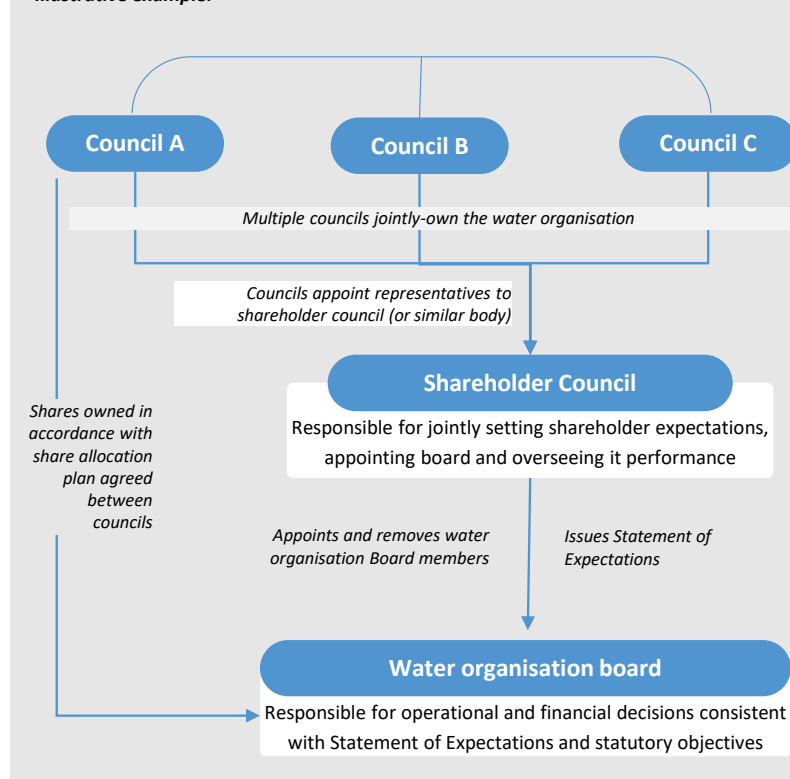 Council A
Council B
Council C
Multiple councils jointly-own the water organisation
Councils appoint representatives to
shareholder council (or similar body)
Shareholder Council
Responsible for jointly setting shareholder expectations,
appointing board and overseeing it performance
Shares owned in
accordance with
share allocation
plan agreed
between
councils
Appoints and removes water
organisation Board members
Issues Statement of
Expectations
Water organisation board
Responsible for operational and financial decisions consistent
with Statement of Expectations and statutory objectives